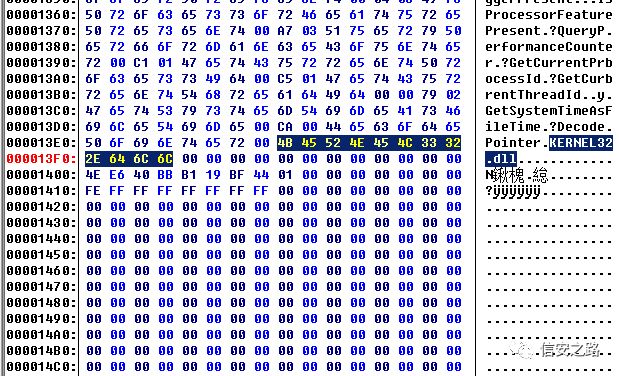 00001360: 50 72 6F 63 65 73 73 6F 72 46 65 61 74 75 72 65 ProcessorFeature
00001370: 50 72 65 73 65 6E 74 00 A7 03 51 75 65 72 79 50 Present.?QueryP.
00001380: 65 72 66 6F 72 6D 61 6E 63 65 43 6F 75 6E 74 65 erformanceCounte
00001390: 72 00 C1 01 47 65 74 43 75 72 72 65 6E 74 50 72 r.?GetCurrentPrb
000013A0: 6F 63 65 73 73 49 64 00 C5 01 47 65 74 43 75 72 ocessId.?GetCurb
000013B0: 72 65 6E 74 54 68 72 65 61 64 49 64 00 00 79 02 rentThreadId..y.
000013C0: 47 65 74 53 79 73 74 65 6D 54 69 6D 65 41 73 46 GetSystemTimeAsF
000013D0: 69 6C 65 54 69 6D 65 00 CA 00 44 65 63 6F 64 65 ileTime.?Decode.
000013E0: 50 6F 69 6E 74 65 72 00 4B 45 52 4E 45 4C 33 32 Pointer.KERNEL32
000013F0: 2E 64 6C 6C 00 00 00 00 00 00 00 00 00 00 00 00 .dll............
00001400: 4E E6 40 BB B1 19 BF 44 01 00 00 00 00 00 00 00
00001410: FE FF FF FF FF FF FF FF 00 00 00 00 00 00 00 00 ?üüüüüü.........
00001420: 00 00 00 00 00 00 00 00 00 00 00 00 00 00 00 00 ................
00001430: 00 00 00 00 00 00 00 00 00 00 00 00 00 00 00 00 ................
00001440: 00 00 00 00 00 00 00 00 00 00 00 00 00 00 00 00 ................
00001450: 00 00 00 00 00 00 00 00 00 00 00 00 00 00 00 00 ................
00001460: 00 00 00 00 00 00 00 00 00 00 00 00 00 00 00 00 ................
00001470: 00 00 00 00 00 00 00 00 00 00 00 00 00 00 00 00 ................
00001480: 00 00 00 00 00 00 00 00 00 00 00 00 00 00 00 00 ................
00001490: 00 00 00 00 00 00 00 00 00 00 00 00 00 00 00 00 ................
000014A0: 00 00 00 00 00 00 00 00 00 00 00 00 00 00 00 00 ................
000014B0: 00 00 00 00 00 00 00 00 00 00 00 00 00 00 00 00
信安之路
000014C0: 00 00 00 00 00 00 00 00 00 00 00 00 00 00 00 00 ................